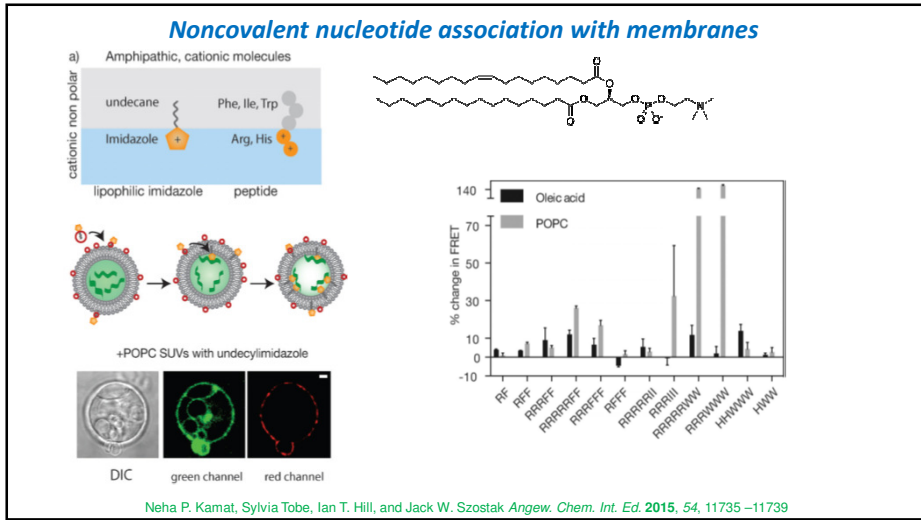 Noncovalent nucleotide association with membranes
a) Amphipathic, cationic molecules
cationic non polar
undecane
Phe, Ile, Trp
Imidazole
Arg, His
+
+
+
lipophilic imidazole
peptide
O
O
O
O
O
P
O
O
O-
N
+POPC SUVs with undecylimidazole
DIC
green channel
red channel
% change in FRET
140
70
50
30
10
0
-10
Oleic acid
POPC
RF
RFF
RRRFF
RRRRRFF
RRRFFF
RFFF
RRRRRII
RRRIII
RRRRRWW
RRRWWW
HHWWW
HWW
Neha P. Kamat, Sylvia Tobe, Ian T. Hill, and Jack W. Szostak Angew. Chem. Int. Ed. 2015, 54, 11735 –11739